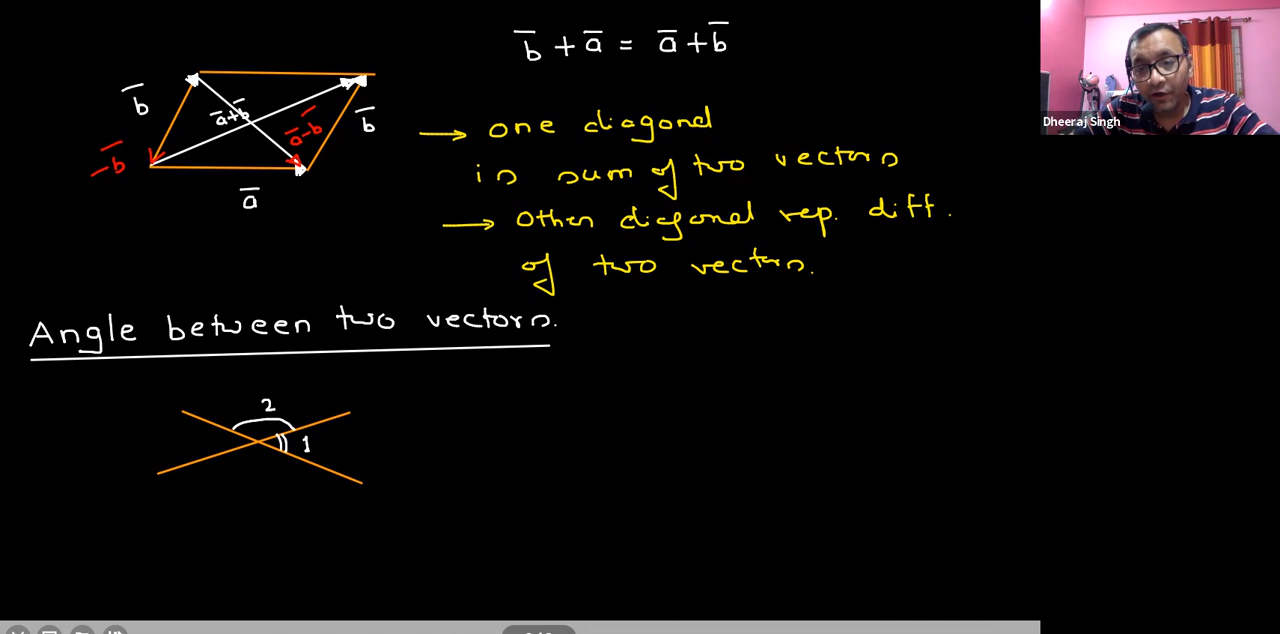 b̅ + a̅ = a̅ + b̅
b̅
a̅+b̅
a̅-b̅
b̅
-b̅
a̅
→ one diagonal
is sum of two vectors
→ Other diagonal rep. diff.
of two vectors.
Angle between two vectors.
2
1
Dheeraj Singh